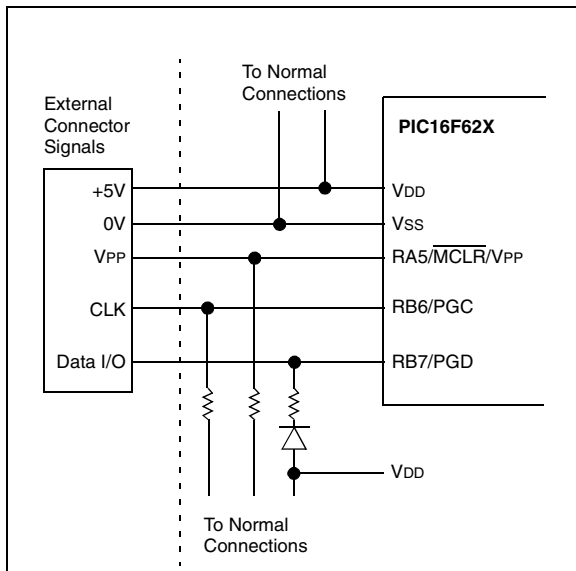 To Normal
Connections
External
Connector
Signals
PIC16F62X
+5V
VDD
0V
VSS
VPP
RA5/MCLR/VPP
CLK
RB6/PGC
Data I/O
RB7/PGD
VDD
To Normal
Connections